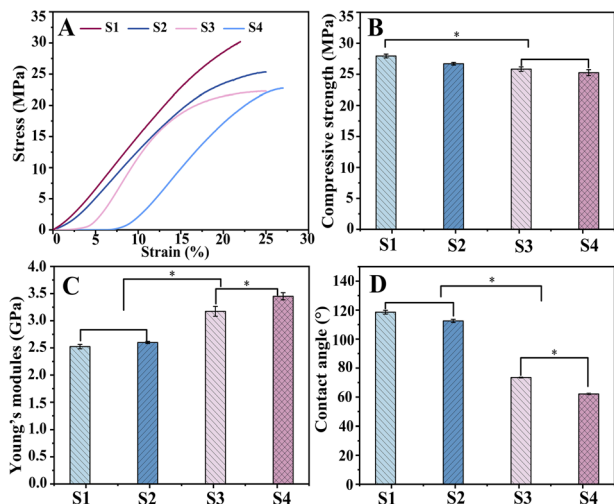 A
S1 S2 S3 S4
Stress (MPa)
35
30
25
20
15
10
5
0
0 5 10 15 20 25 30
Strain (%)
B
*
Compressive strength (MPa)
35
30
25
20
15
10
5
0
S1 S2 S3 S4
C
*
*
Young's modules (GPa)
4.0
3.5
3.0
2.5
2.0
1.5
1.0
0.5
0.0
S1 S2 S3 S4
D
*
*
Contact angle (°)
140
120
100
80
60
40
20
0
S1 S2 S3 S4